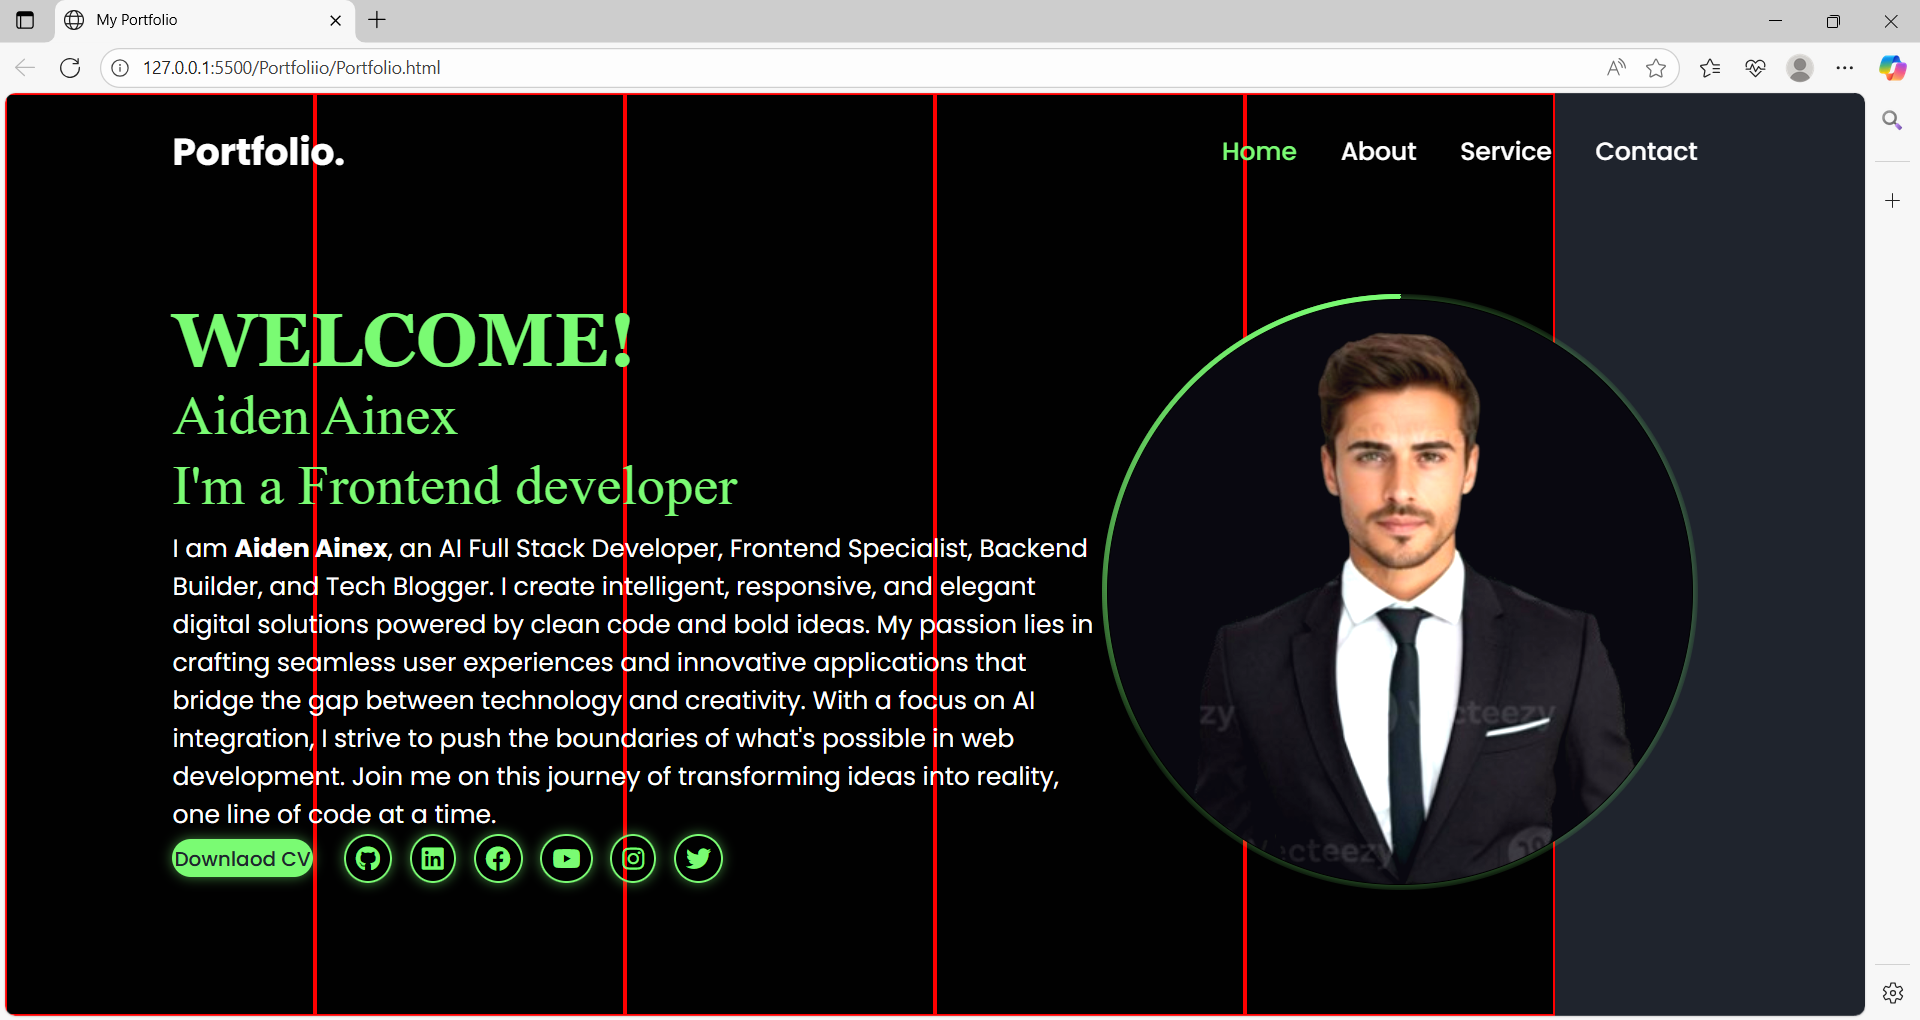 My Portfolio
127.0.0.1:5500/Portfoliio/Portfolio.html
Portfolio.
Home About Service Contact
WELCOME!
Aiden Ainex
I'm a Frontend developer
I am Aiden Ainex, an AI Full Stack Developer, Frontend Specialist, Backend
Builder, and Tech Blogger. I create intelligent, responsive, and elegant
digital solutions powered by clean code and bold ideas. My passion lies in
crafting seamless user experiences and innovative applications that
bridge the gap between technology and creativity. With a focus on AI
integration, I strive to push the boundaries of what's possible in web
development. Join me on this journey of transforming ideas into reality,
one line of code at a time.
Downlaod CV